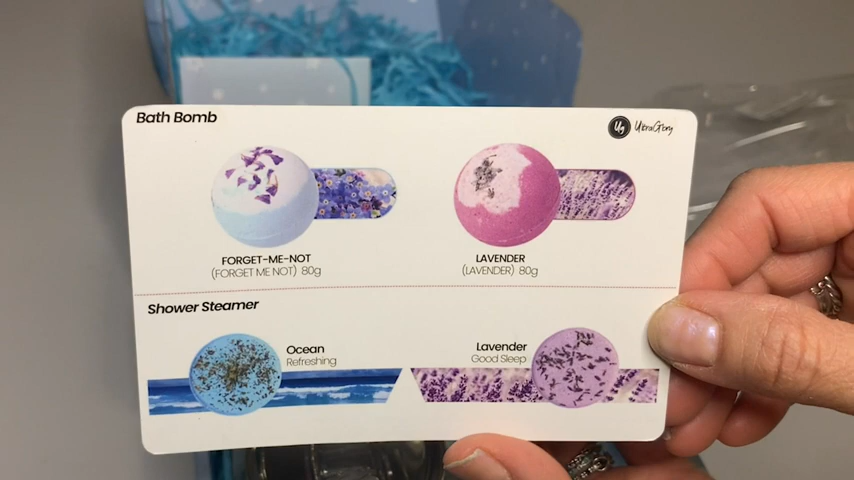 Bath Bomb
Ug UltraGlory
FORGET-ME-NOT
(FORGET ME NOT) 80g
LAVENDER
(LAVENDER) 80g
Shower Steamer
Ocean
Refreshing
Lavender
Good Sleep